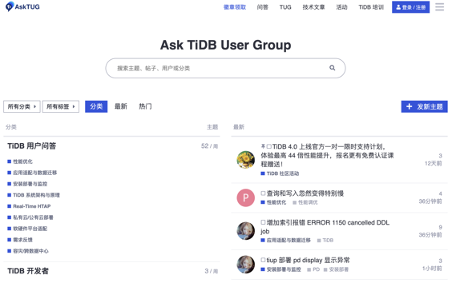 AskTUG
徽章领取 问答 TUG 技术文章 活动 TiDB 培训 登录 / 注册
Ask TiDB User Group
搜索主题、帖子、用户或分类
所有分类 所有标签 分类 最新 热门 + 发新主题
分类 主题 最新
TiDB 用户问答 52 / 周
性能优化
应用适配与数据迁移
安装部署与监控
TiDB 系统架构与原理
Real-Time HTAP
私有云/公有云部署
软硬件平台适配
需求反馈
容灾/跨数据中心
TiDB 开发者 3 / 周
TiDB 4.0 上线官方一对一限时支持计划，
体验最高 44 倍性能提升，报名更有免费认证课
程赠送！
TiDB 社区活动
3
12天前
查询和写入忽然变得特别慢
性能优化 性能调优
4
36分钟前
增加索引报错 ERROR 1150 cancelled DDL
job
应用适配与数据迁移 TiDB
9
36分钟前
tiup 部署 pd display 显示异常
安装部署与监控 PD 安装部署
3
1小时前